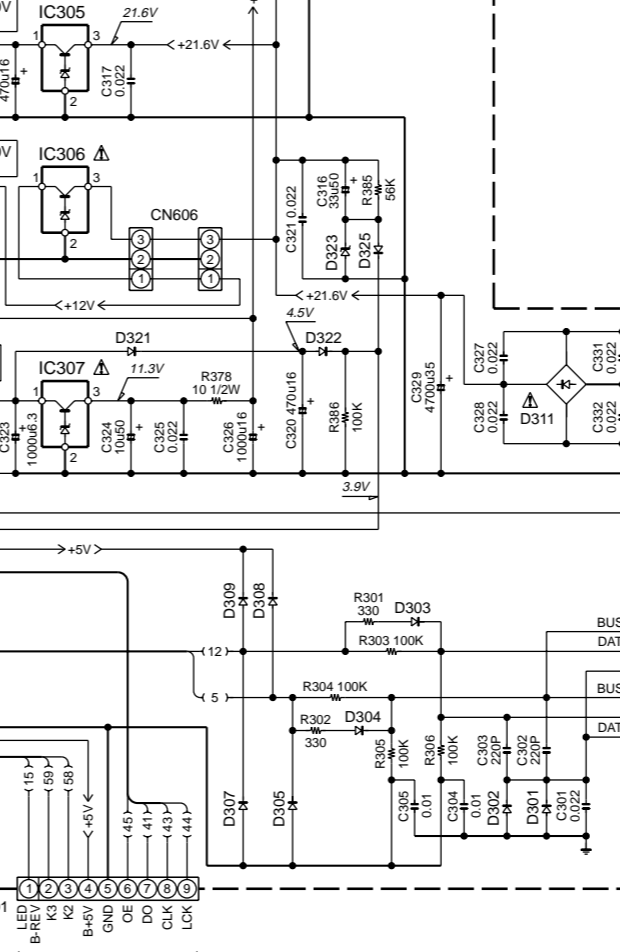 IC305
21.6V
1
3
2
470u16
+
C317
0.022
+21.6V
IC306
1
3
2
CN606
3
2
1
3
2
1
+12V
C321 0.022
C316
33u50
+
R385
56K
D323
D325
+21.6V
4.5V
D321
D322
IC307
11.3V
1
3
2
R378
10 1/2W
C323
1000u6.3
+
C324
10u50
+
C325
0.022
C326
1000u16
+
C320 470u16
+
R386
100K
C329
4700u35
+
C327
0.022
C328
0.022
D311
C331
0.022
C332
0.022
3.9V
+5V
D309
D308
R301
330
D303
12
R303 100K
BUS
DAT
5
R304 100K
BUS
R302
330
D304
DAT
R305
100K
R306
100K
C303
220P
C302
220P
D307
D305
C305
0.01
C304
0.01
D302
D301
C301
0.022
15
59
58
+5V
45
41
43
44
1
2
3
4
5
6
7
8
9
LED
B-REV
K3
K2
B+5V
GND
OE
DO
CLK
LCK